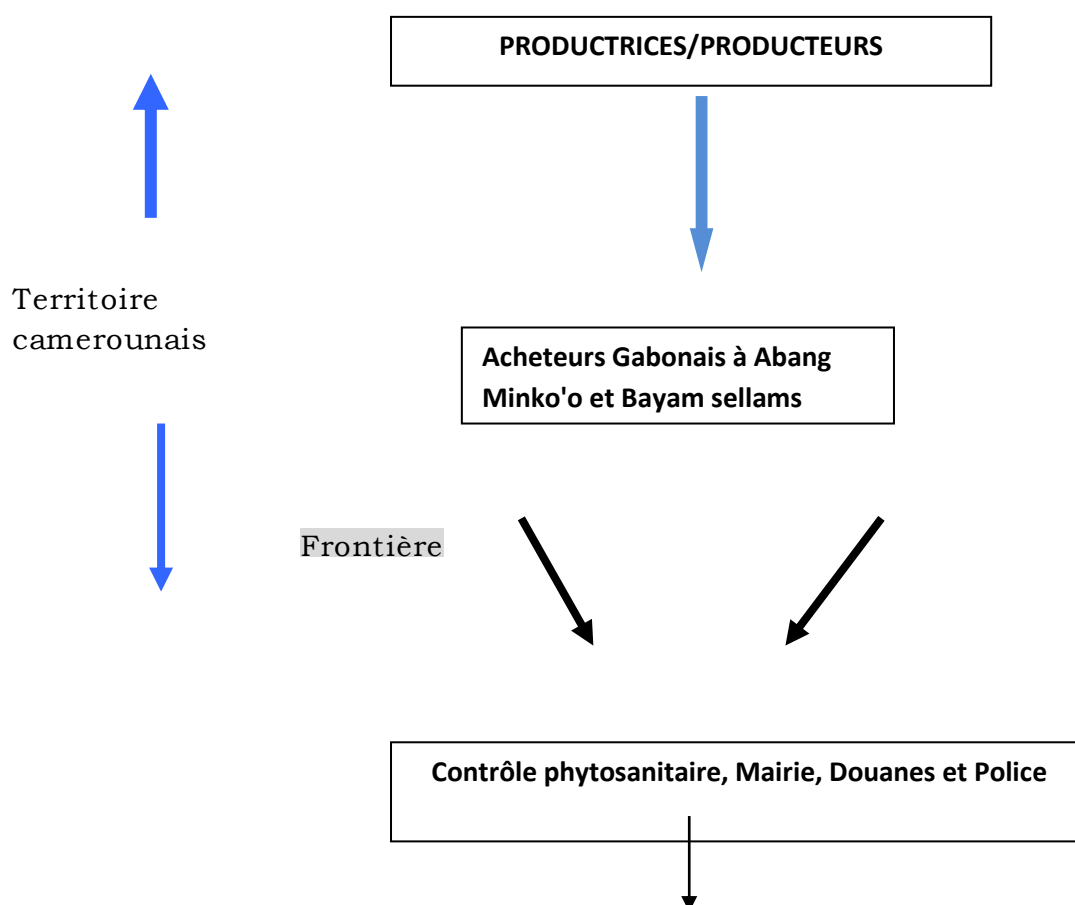 PRODUCTRICES/PRODUCTEURS
Territoire
camerounais
Acheteurs Gabonais à Abang
Minko'o et Bayam sellams
Frontière
Contrôle phytosanitaire, Mairie, Douanes et Police